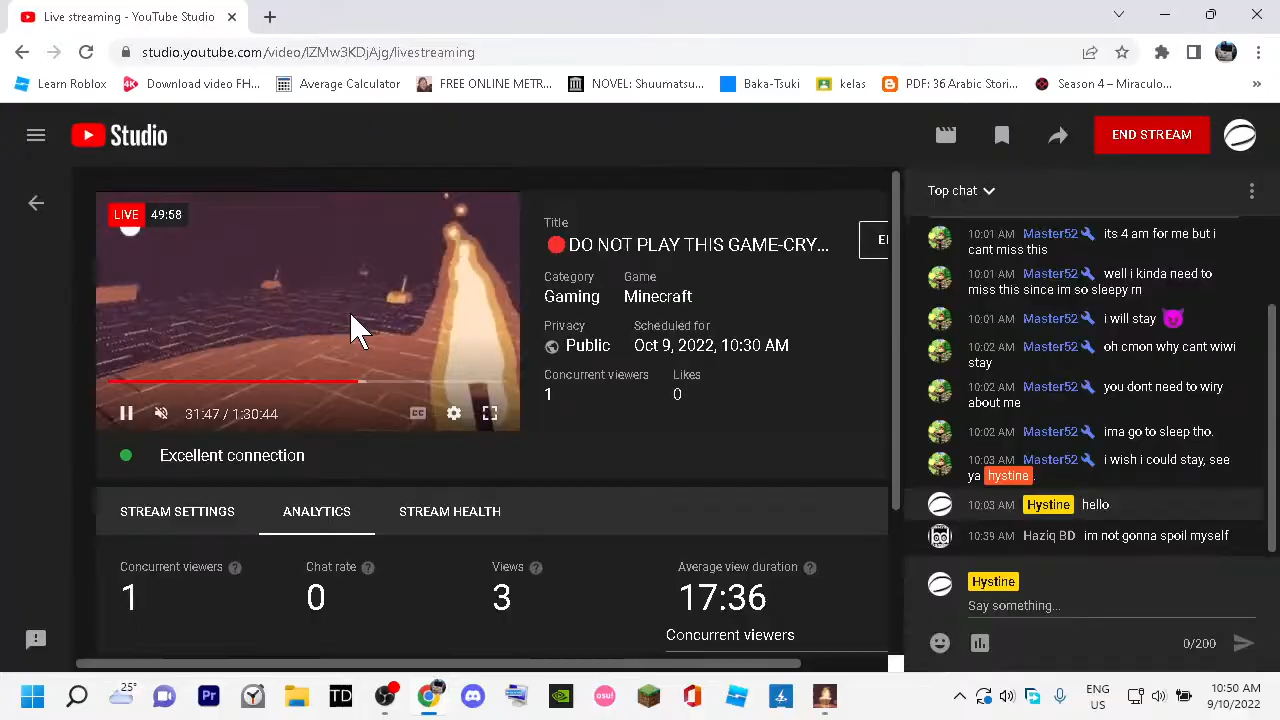 Live streaming - YouTube Studio
studio.youtube.com/video/lZMw3KDjAjg/livestreaming
Learn Roblox
4K Download video FH...
Average Calculator
FREE ONLINE METR...
NOVEL: Shuumatsu...
Baka-Tsuki
kelas
PDF: 36 Arabic Stori...
Season 4 – Miraculo...
Studio
END STREAM
LIVE 49:58
31:47 / 1:30:44
CC
Excellent connection
Title
🔴DO NOT PLAY THIS GAME-CRY...
EI
Category Game
Gaming Minecraft
Privacy Scheduled for
Public Oct 9, 2022, 10:30 AM
Concurrent viewers Likes
1 0
STREAM SETTINGS ANALYTICS STREAM HEALTH
Concurrent viewers Chat rate Views Average view duration
1 0 3 17:36
Concurrent viewers
Top chat
10:01 AM Master52 its 4 am for me but i
cant miss this
10:01 AM Master52 well i kinda need to
miss this since im so sleepy rn
10:01 AM Master52 i will stay 😈
10:02 AM Master52 oh cmon why cant wiwi
stay
10:02 AM Master52 you dont need to wiry
about me
10:02 AM Master52 ima go to sleep tho.
10:03 AM Master52 i wish i could stay, see
ya hystine.
10:03 AM Hystine hello
10:39 AM Haziq BD im not gonna spoil myself
Hystine
Say something...
0/200
25°
Pr
TD
osu!
ENG
US
10:50 AM
9/10/2022